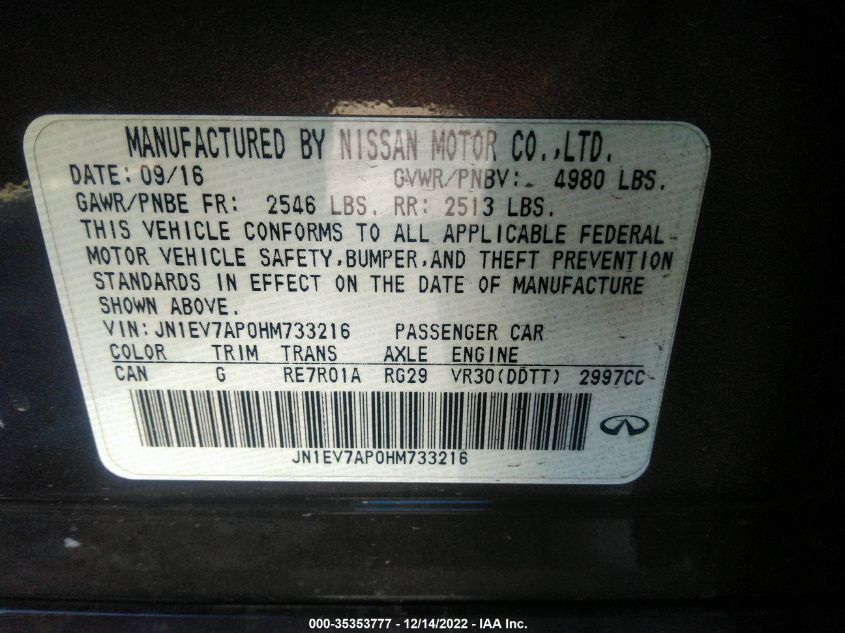 MANUFACTURED BY NISSAN MOTOR CO.,LTD.
DATE: 09/16 GVWR/PNBV: 4980 LBS.
GAWR/PNBE FR: 2546 LBS. RR: 2513 LBS.
THIS VEHICLE CONFORMS TO ALL APPLICABLE FEDERAL
MOTOR VEHICLE SAFETY,BUMPER,AND THEFT PREVENTION
STANDARDS IN EFFECT ON THE DATE OF MANUFACTURE
SHOWN ABOVE.
VIN: JN1EV7AP0HM733216 PASSENGER CAR
COLOR TRIM TRANS AXLE ENGINE
CAN G RE7R01A RG29 VR30(DDTT) 2997CC
JN1EV7AP0HM733216
000-35353777 - 12/14/2022 - IAA Inc.